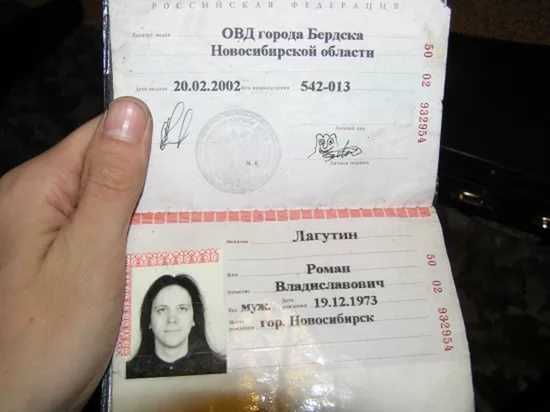 РОССИЙСКАЯ ФЕДЕРАЦИЯ
Паспорт выдан ОВД города Бердска
Новосибирской области
Дата выдачи 20.02.2002 Код подразделения 542-013
Личный код
М.П.
Личная подпись
50 02 932954
Фамилия Лагутин
Имя Роман
Отчество Владиславович
Пол муж. Дата рождения 19.12.1973
Место рождения гор. Новосибирск
50 02 932954